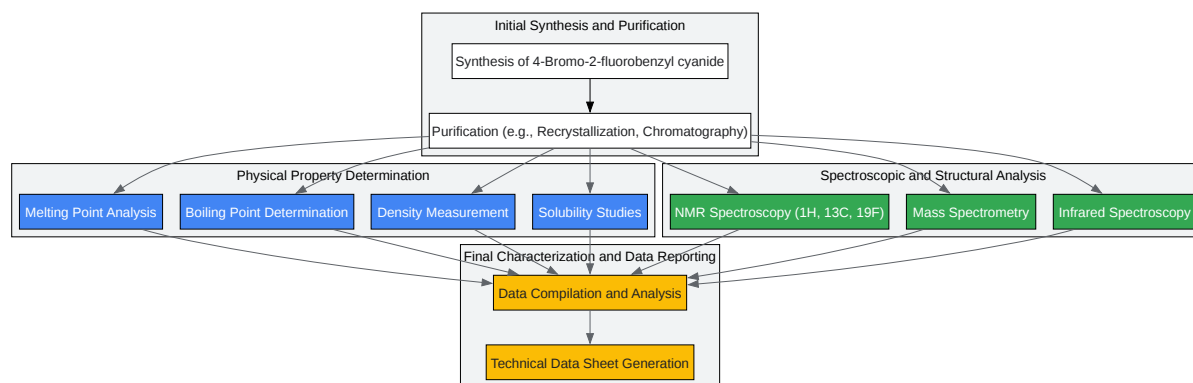 Initial Synthesis and Purification
Synthesis of 4-Bromo-2-fluorobenzyl cyanide
Purification (e.g., Recrystallization, Chromatography)
Physical Property Determination
Spectroscopic and Structural Analysis
Melting Point Analysis
Boiling Point Determination
Density Measurement
Solubility Studies
NMR Spectroscopy (1H, 13C, 19F)
Mass Spectrometry
Infrared Spectroscopy
Final Characterization and Data Reporting
Data Compilation and Analysis
Technical Data Sheet Generation